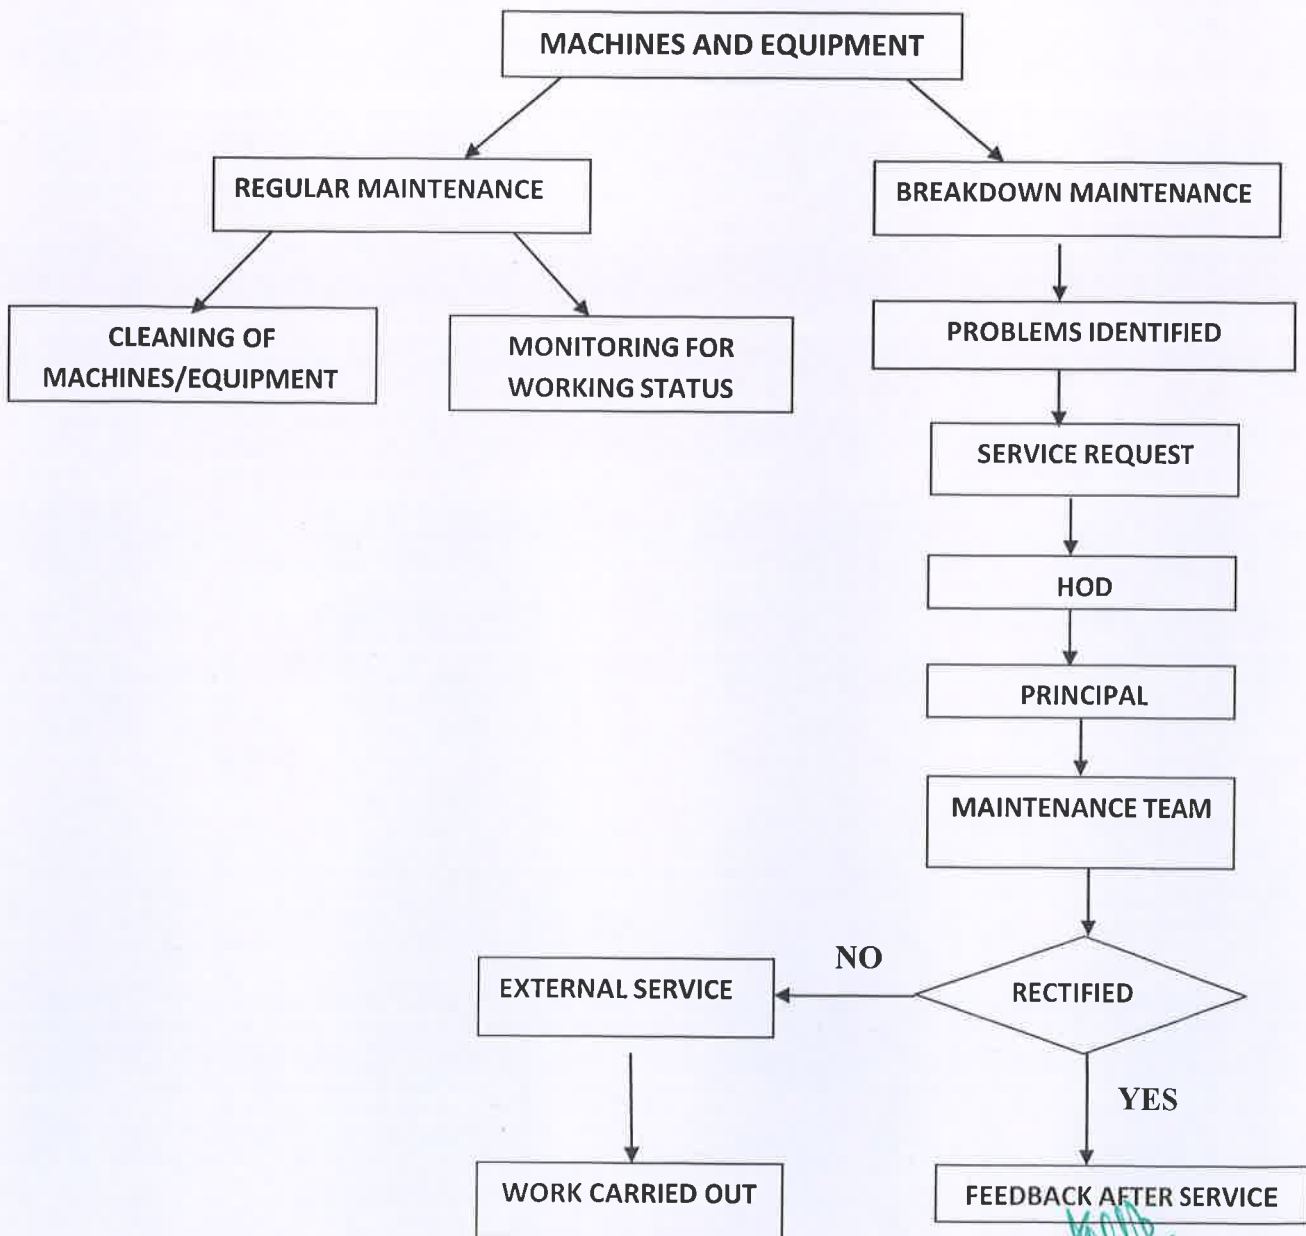 MACHINES AND EQUIPMENT
REGULAR MAINTENANCE
BREAKDOWN MAINTENANCE
CLEANING OF
MACHINES/EQUIPMENT
MONITORING FOR
WORKING STATUS
PROBLEMS IDENTIFIED
SERVICE REQUEST
HOD
PRINCIPAL
MAINTENANCE TEAM
RECTIFIED
NO
EXTERNAL SERVICE
YES
WORK CARRIED OUT
FEEDBACK AFTER SERVICE